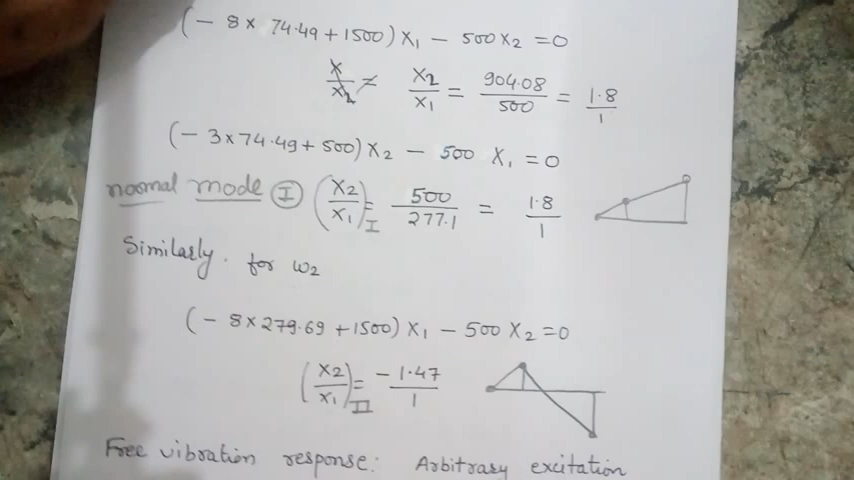 (- 8 x 74.49 + 1500) x1 - 500 x2 = 0
x/x2 = x2/x1 = 904.08/500 = 1.8/1
(- 3 x 74.49 + 500) x2 - 500 x1 = 0
normal mode I (x2/x1)I = 500/277.1 = 1.8/1
Similarly. for ω2
(- 8 x 279.69 + 1500) x1 - 500 x2 = 0
(x2/x1)II = -1.47/1
Free vibration response: Arbitrary excitation